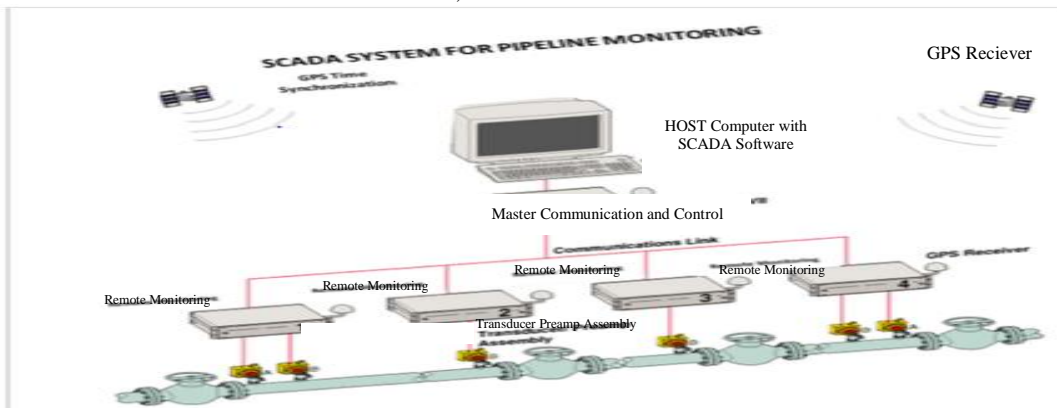 SCADA SYSTEM FOR PIPELINE MONITORING
GPS Reciever
GPS Time
Synchronization
HOST Computer with
SCADA Software
Master Communication and Control
Communications Link
GPS Receiver
Remote Monitoring
Remote Monitoring
Remote Monitoring
Remote Monitoring
2
3
4
Transducer Preamp Assembly
Assembly